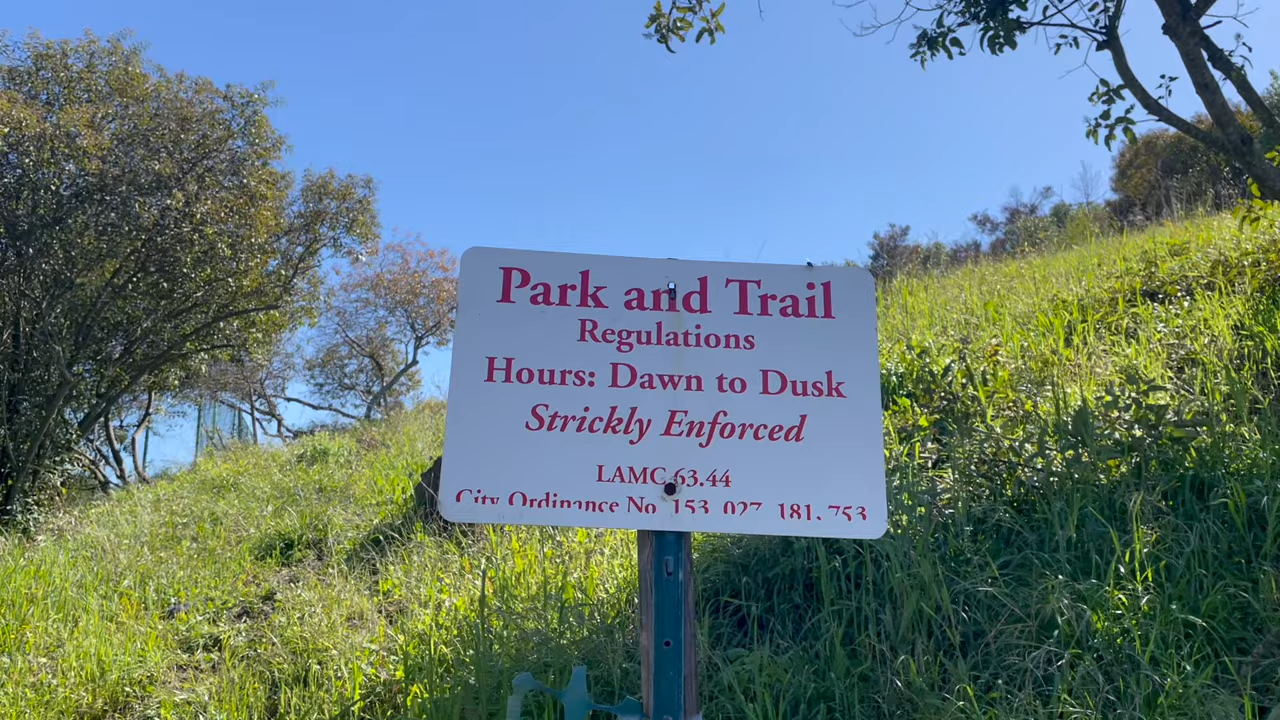 Park and Trail
Regulations
Hours: Dawn to Dusk
Strickly Enforced
LAMC 63.44
City Ordinance No. 153, 027, 181, 753